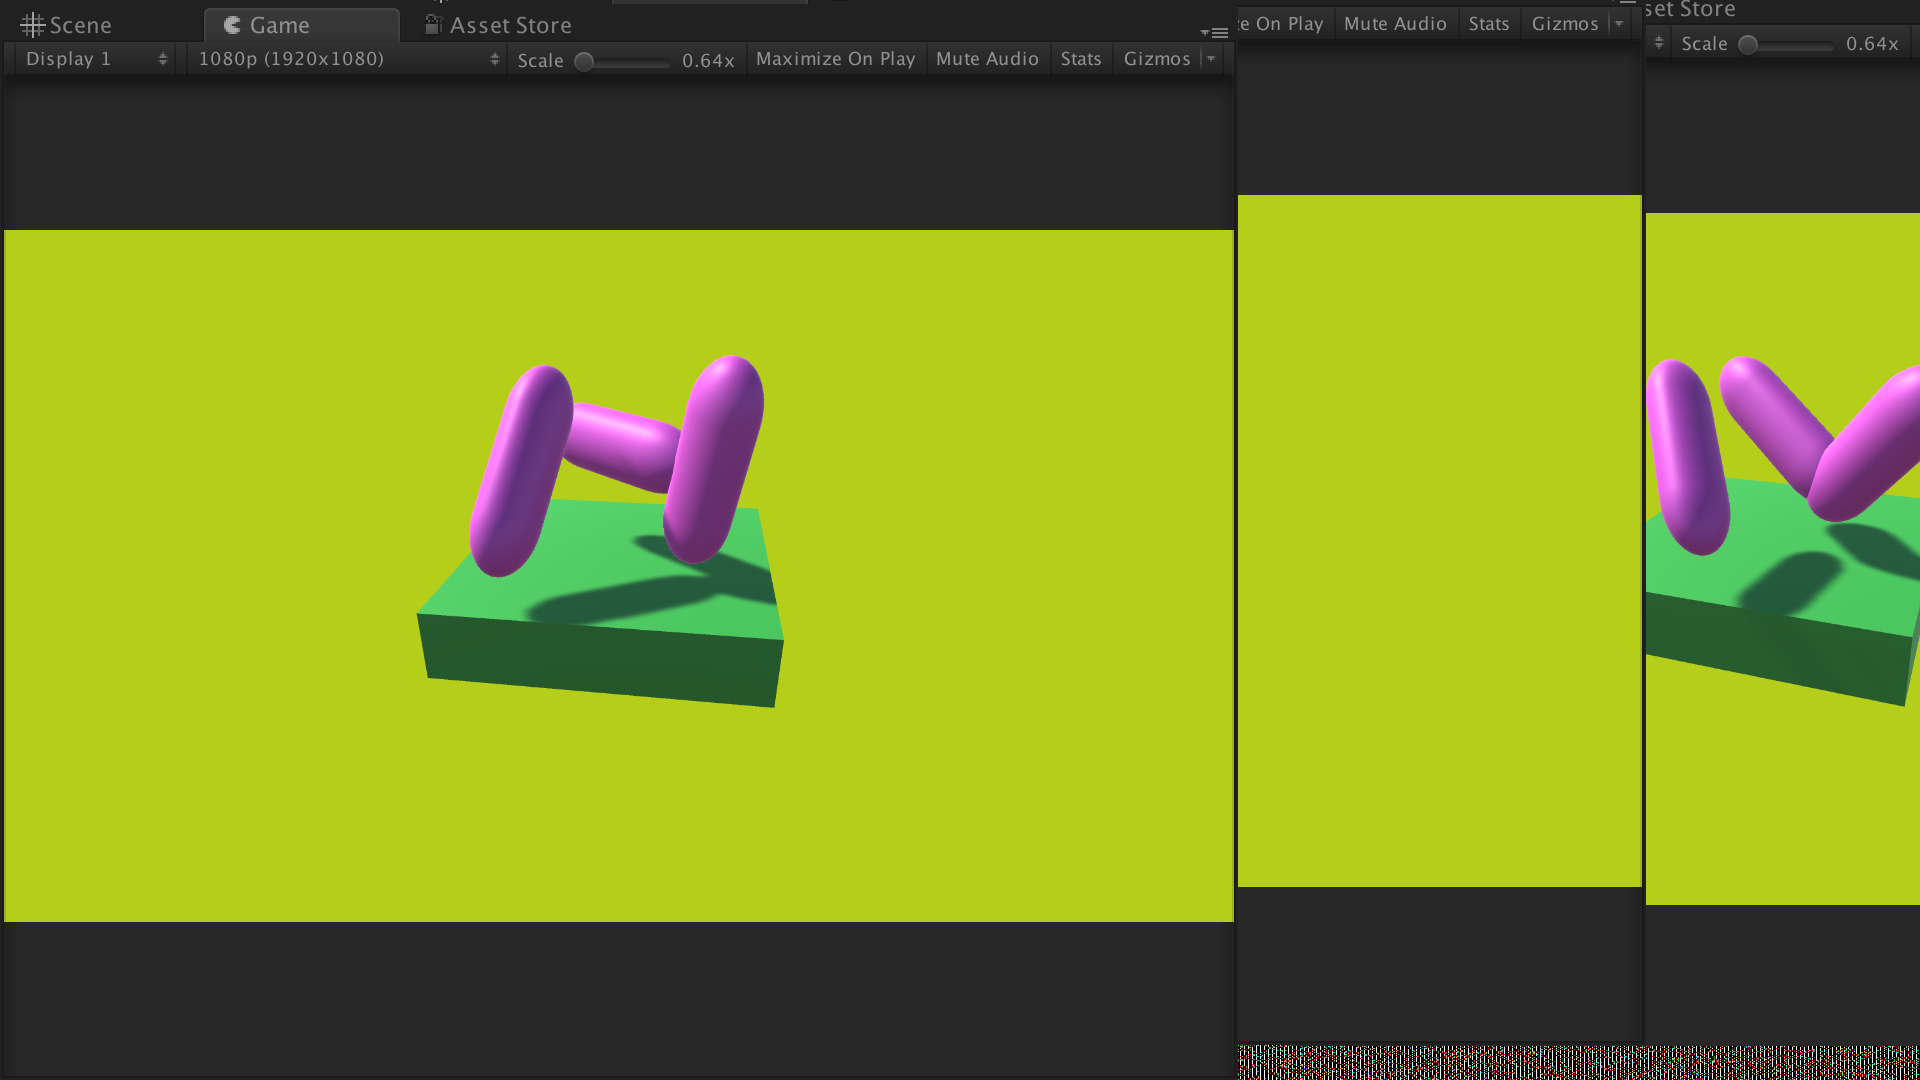 Scene Game Asset Store
Display 1 1080p (1920x1080) Scale 0.64x Maximize On Play Mute Audio Stats Gizmos
On Play Mute Audio Stats Gizmos
Store
Scale 0.64x